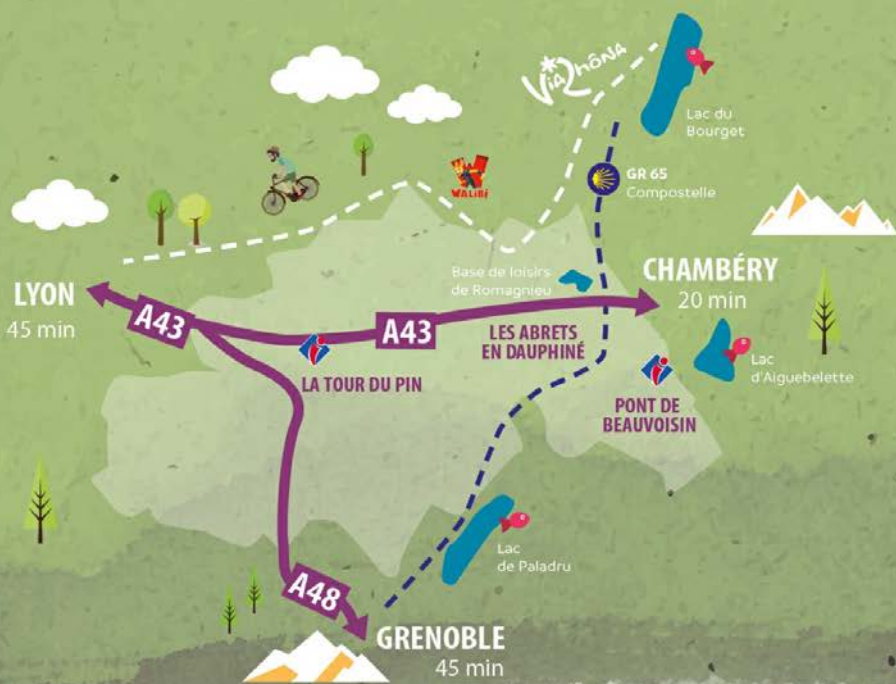 ViaRhôna
Lac du
Bourget
GR 65
Compostelle
WALIBI
Base de loisirs
de Romagnieu
CHAMBÉRY
20 min
LYON
45 min
A43
A43
LES ABRETS
EN DAUPHINÉ
LA TOUR DU PIN
Lac
d'Aiguebelette
PONT DE
BEAUVOISIN
Lac
de Paladru
A48
GRENOBLE
45 min